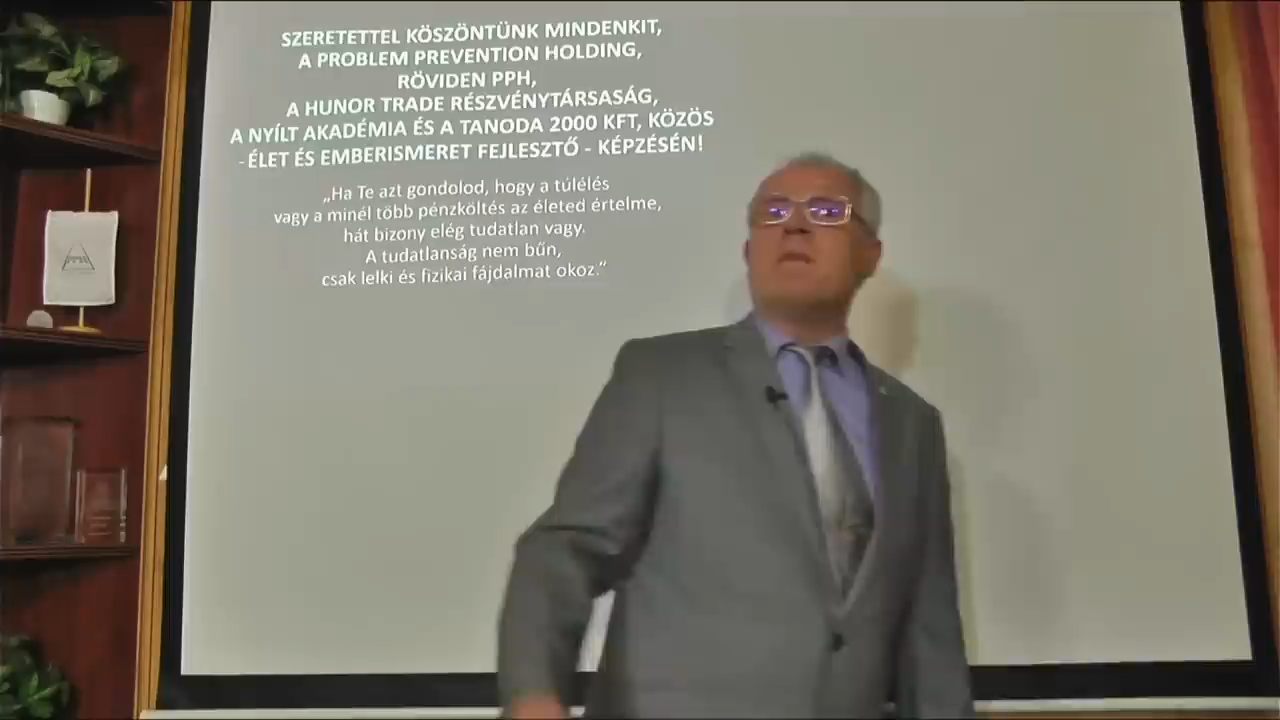 SZERETETTEL KÖSZÖNTÜNK MINDENKIT,
A PROBLEM PREVENTION HOLDING,
RÖVIDEN PPH,
A HUNOR TRADE RÉSZVÉNYTÁRSASÁG,
A NYÍLT AKADÉMIA ÉS A TANODA 2000 KFT, KÖZÖS
- ÉLET ÉS EMBERISMERET FEJLESZTŐ - KÉPZÉSÉN!
„Ha Te azt gondolod, hogy a túlélés
vagy a minél több pénzköltés az életed értelme,
hát bizony elég tudatlan vagy.
A tudatlanság nem bűn,
csak lelki és fizikai fájdalmat okoz.”